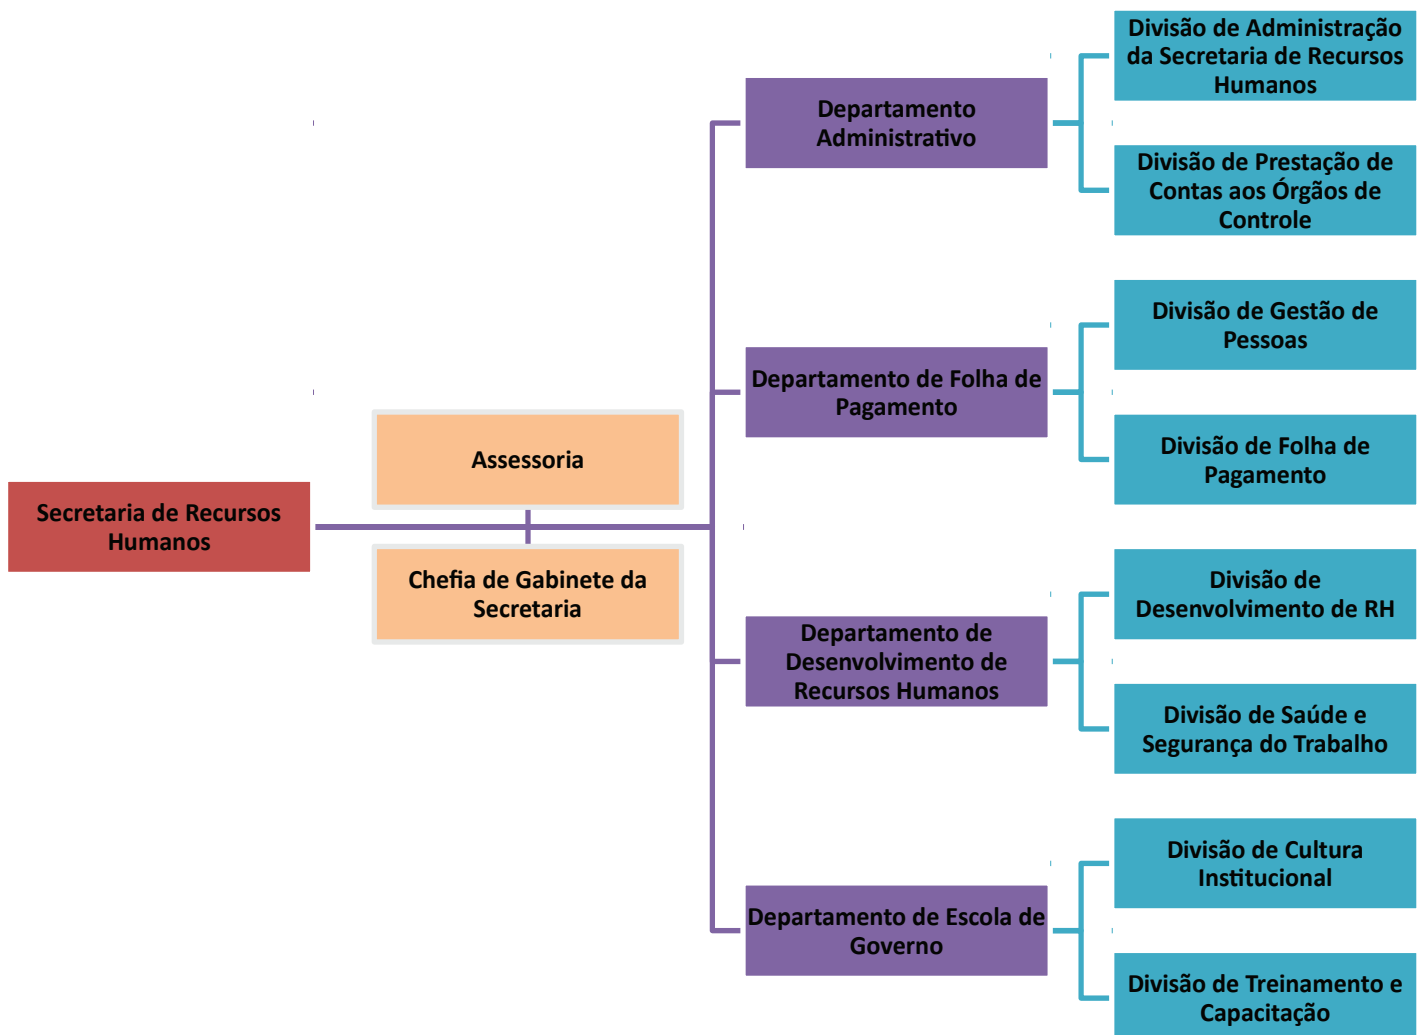 Secretaria de Recursos
Humanos
Assessoria
Chefia de Gabinete da
Secretaria
Departamento
Administrativo
Divisão de Administração
da Secretaria de Recursos
Humanos
Divisão de Prestação de
Contas aos Órgãos de
Controle
Departamento de Folha de
Pagamento
Divisão de Gestão de
Pessoas
Divisão de Folha de
Pagamento
Departamento de
Desenvolvimento de
Recursos Humanos
Divisão de
Desenvolvimento de RH
Divisão de Saúde e
Segurança do Trabalho
Departamento de Escola de
Governo
Divisão de Cultura
Institucional
Divisão de Treinamento e
Capacitação